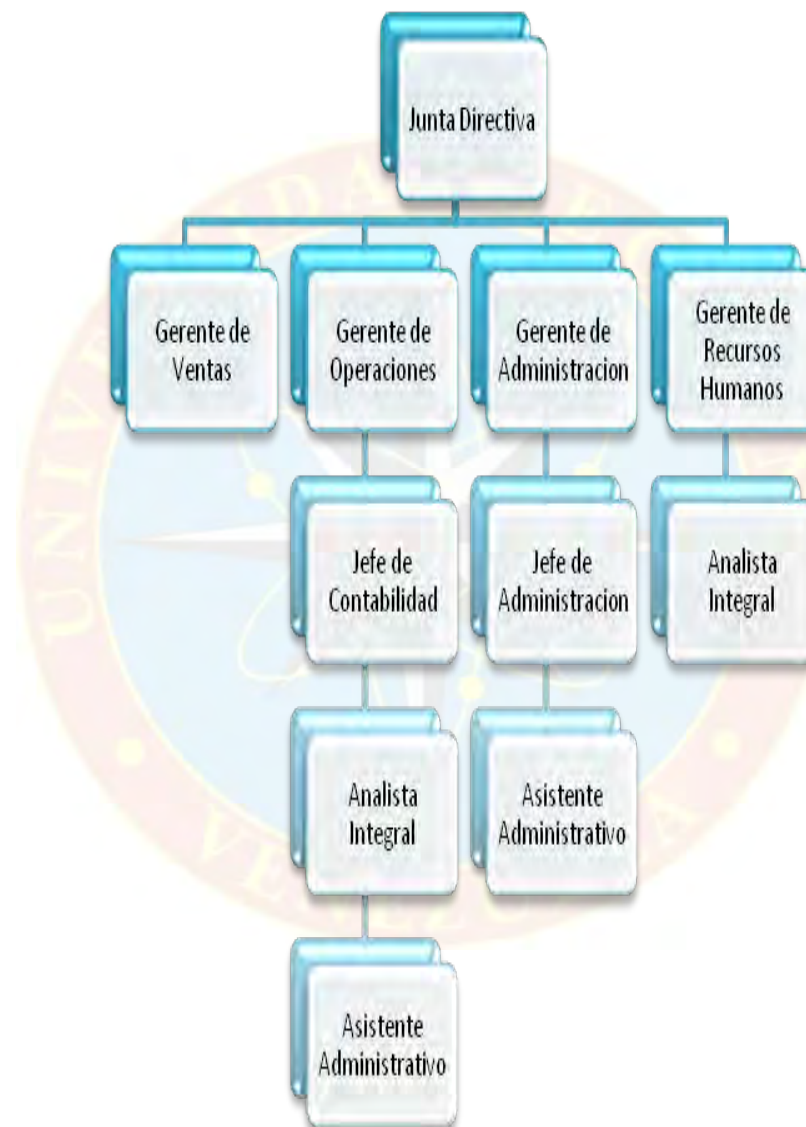 Junta Directiva
Gerente de
Ventas
Gerente de
Operaciones
Gerente de
Administracion
Gerente de
Recursos
Humanos
Jefe de
Contabilidad
Jefe de
Administracion
Analista
Integral
Analista
Integral
Asistente
Administrativo
Asistente
Administrativo
VENEZUELA